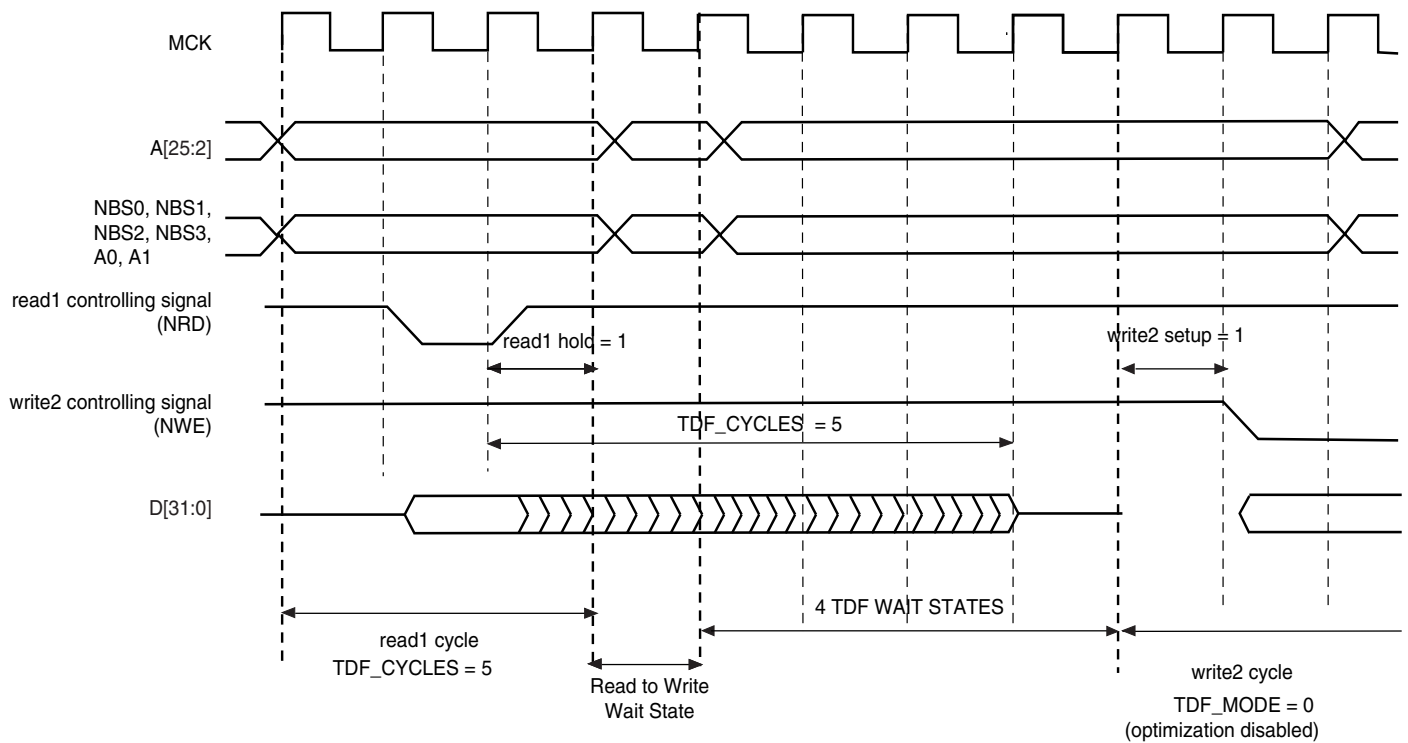 MCK
A[25:2]
NBS0, NBS1,
NBS2, NBS3,
A0, A1
read1 controlling signal
(NRD)
read1 hold = 1
write2 setup = 1
write2 controlling signal
(NWE)
TDF_CYCLES = 5
D[31:0]
4 TDF WAIT STATES
read1 cycle
TDF_CYCLES = 5
Read to Write
Wait State
write2 cycle
TDF_MODE = 0
(optimization disabled)